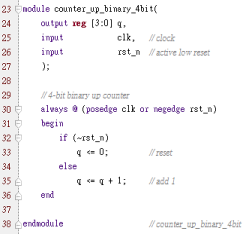 23 module counter_up_binary_4bit(
24 output reg [3:0] q,
25 input clk, // clock
26 input rst_n // active low reset
27 );
28
29 // 4-bit binary up counter
30 always @ (posedge clk or negedge rst_n)
31 begin
32 if (~rst_n)
33 q <= 0; // reset
34 else
35 q <= q + 1; // add 1
36 end
37
38 endmodule // counter_up_binary_4bit